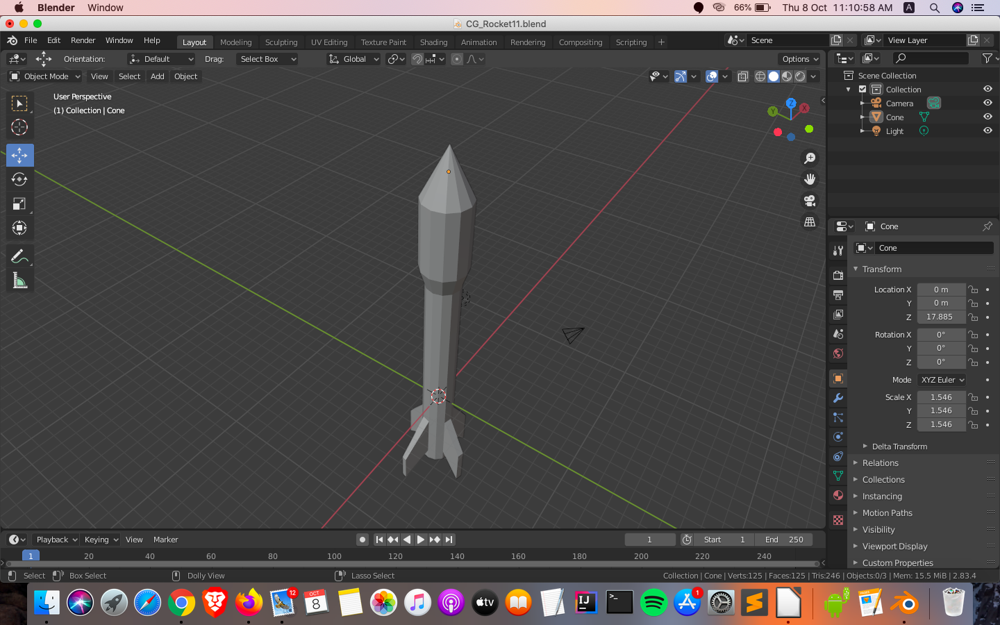 Blender Window 66% Thu 8 Oct 11:10:58 AM A
CG_Rocket11.blend
File Edit Render Window Help Layout Modeling Sculpting UV Editing Texture Paint Shading Animation Rendering Compositing Scripting + Scene View Layer
Orientation: Default Drag: Select Box Global Options
Object Mode View Select Add Object
User Perspective
(1) Collection | Cone
Z
Y
X
Scene Collection
Collection
Camera
Cone
Light
Cone
Cone
Transform
Location X 0 m
Y 0 m
Z 17.885
Rotation X 0°
Y 0°
Z 0°
Mode XYZ Euler
Scale X 1.546
Y 1.546
Z 1.546
Delta Transform
Relations
Collections
Instancing
Motion Paths
Visibility
Viewport Display
Custom Properties
Playback Keying View Marker 1 Start 1 End 250
1 20 40 60 80 100 120 140 160 180 200 220 240
Select Box Select Dolly View Lasso Select Collection | Cone | Verts:125 | Faces:125 | Tris:246 | Objects:0/3 | Mem: 15.5 MiB | 2.83.4
12 OCT 8 tv IJ >_ 1